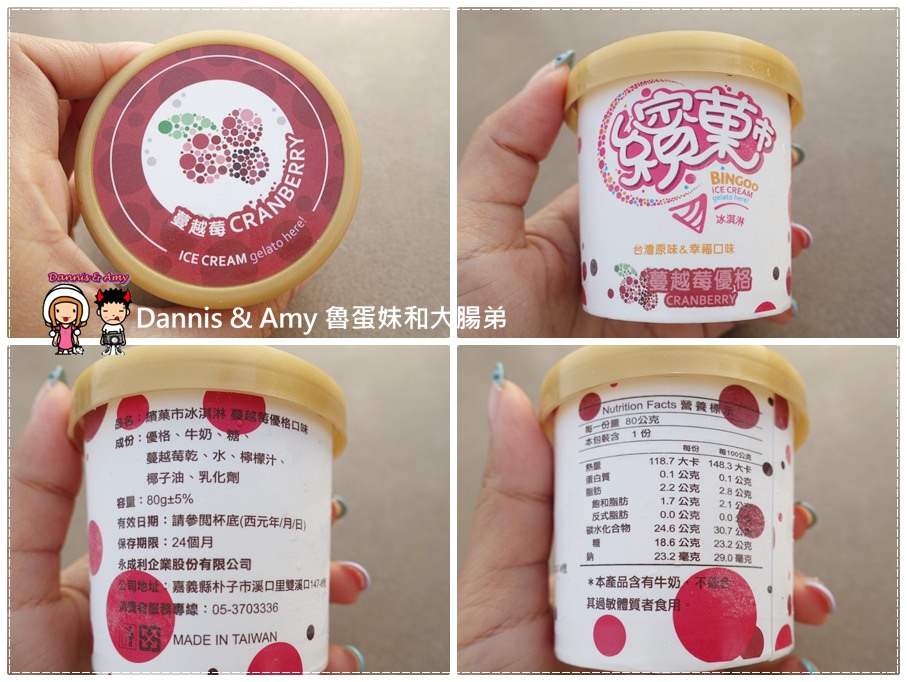 蔓越莓 CRANBERRY
ICE CREAM gelato here!
Dannis & Amy
Dannis & Amy 魯蛋妹和大腸弟
繽菓市
BINGOO
ICE CREAM
gelato here!
冰淇淋
台灣原味&幸福口味
蔓越莓優格
CRANBERRY
品名：繽菓市冰淇淋 蔓越莓優格口味
成份：優格、牛奶、糖、
蔓越莓乾、水、檸檬汁、
椰子油、乳化劑
容量：80g±5%
有效日期：請參閱杯底(西元年/月/日)
保存期限：24個月
永成利企業股份有限公司
公司地址：嘉義縣朴子市溪口里雙溪口
消費者服務專線：05-3703336
MADE IN TAIWAN
Nutrition Facts 營養標示
每一份量 80公克
本包裝含 1 份
每份 每100公克
熱量 118.7 大卡 148.3 大卡
蛋白質 0.1 公克 0.1 公克
脂肪 2.2 公克 2.8 公克
飽和脂肪 1.7 公克 2.1 公克
反式脂肪 0.0 公克 0.0 公克
碳水化合物 24.6 公克 30.7 公克
糖 18.6 公克 23.2 公克
鈉 23.2 毫克 29.0 毫克
＊本產品含有牛奶，不適合
其過敏體質者食用。